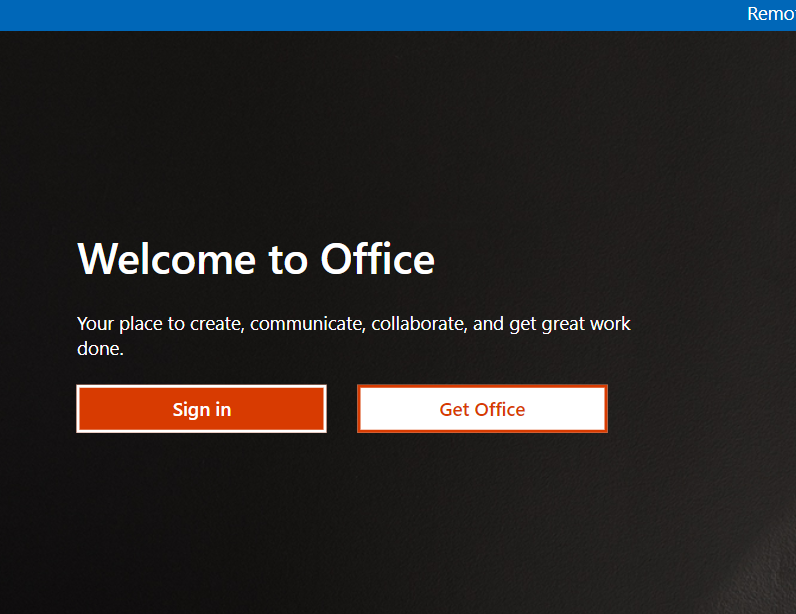 Welcome to Office
Your place to create, communicate, collaborate, and get great work
done.
Sign in
Get Office